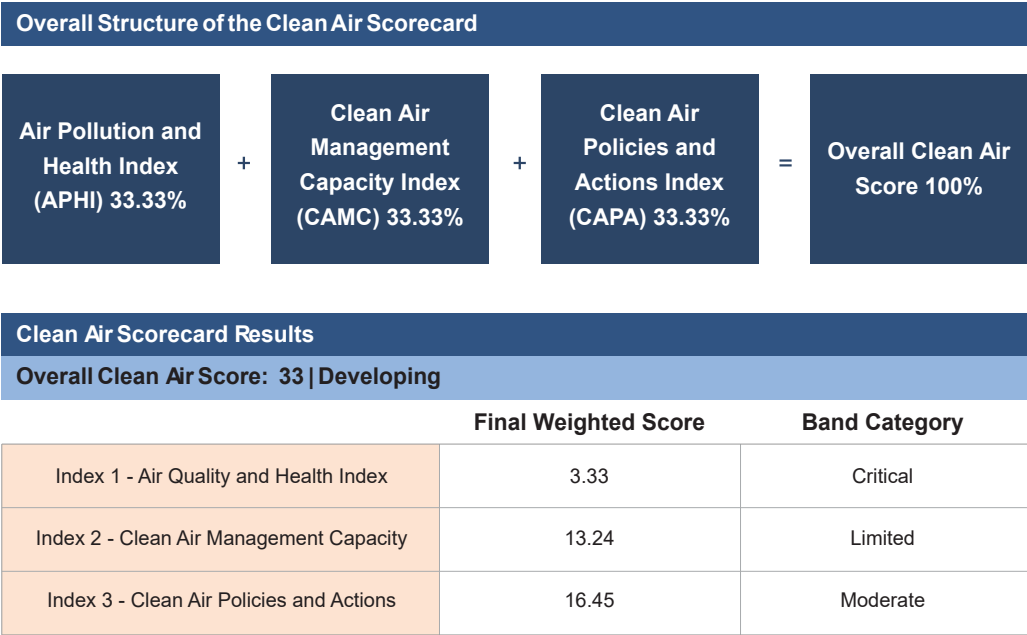 Overall Structure of the Clean Air Scorecard
Air Pollution and
Health Index
(APHI) 33.33%
+
Clean Air
Management
Capacity Index
(CAMC) 33.33%
+
Clean Air
Policies and
Actions Index
(CAPA) 33.33%
=
Overall Clean Air
Score 100%
Clean Air Scorecard Results
Overall Clean Air Score: 33 | Developing
Final Weighted Score Band Category
Index 1 - Air Quality and Health Index 3.33 Critical
Index 2 - Clean Air Management Capacity 13.24 Limited
Index 3 - Clean Air Policies and Actions 16.45 Moderate